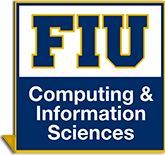 FIU
Computing &
Information
Sciences